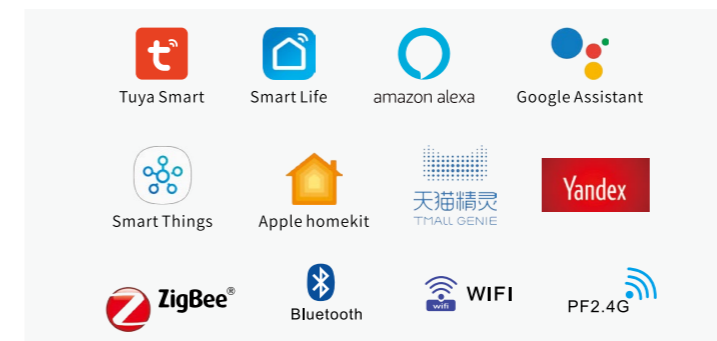 Tuya Smart
Smart Life
amazon alexa
Google Assistant
Smart Things
Apple homekit
天猫精灵
TMALL GENIE
Yandex
ZigBee®
Bluetooth
wifi
WIFI
PF2.4G